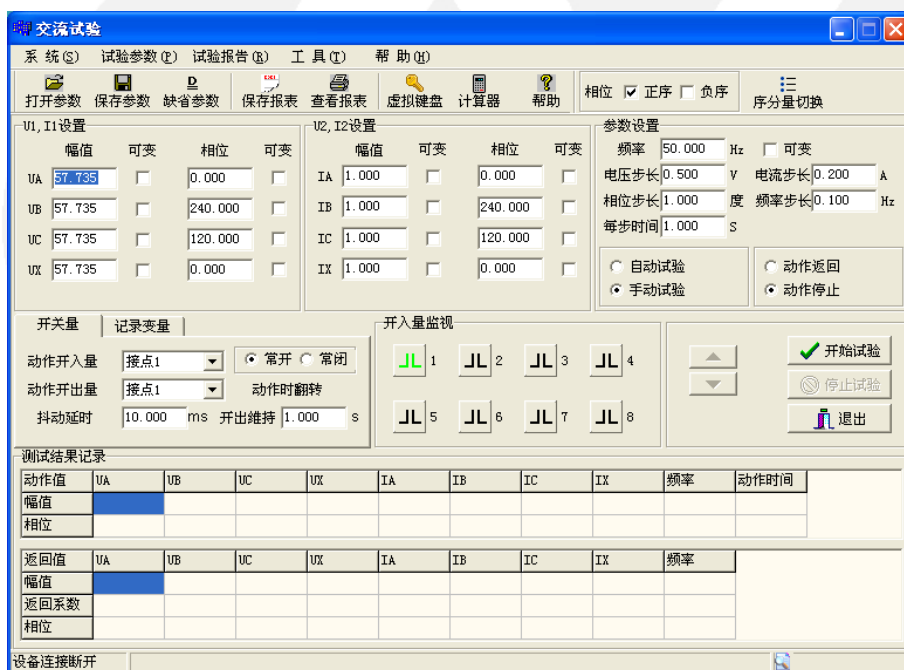 交流试验
系 统(S) 试验参数(P) 试验报告(R) 工 具(T) 帮 助(H)
打开参数 保存参数 缺省参数 保存报表 查看报表 虚拟键盘 计算器 帮助 相位 正序 负序 序分量切换
U1,I1设置 U2,I2设置 参数设置
幅值 可变 相位 可变 幅值 可变 相位 可变 频率 50.000 Hz 可变
UA 57.735 0.000 IA 1.000 0.000 电压步长 0.500 V 电流步长 0.200 A
UB 57.735 240.000 IB 1.000 240.000 相位步长 1.000 度 频率步长 0.100 Hz
UC 57.735 120.000 IC 1.000 120.000 每步时间 1.000 S
UX 57.735 0.000 IX 1.000 0.000
自动试验 动作返回
手动试验 动作停止
开关量 记录变量 开入量监视
动作开入量 接点1 常开 常闭 1 2 3 4 开始试验
动作开出量 接点1 动作时翻转 停止试验
抖动延时 10.000 ms 开出维持 1.000 s 5 6 7 8 退出
测试结果记录
动作值 UA UB UC UX IA IB IC IX 频率 动作时间
幅值
相位
返回值 UA UB UC UX IA IB IC IX 频率
幅值
返回系数
相位
设备连接断开